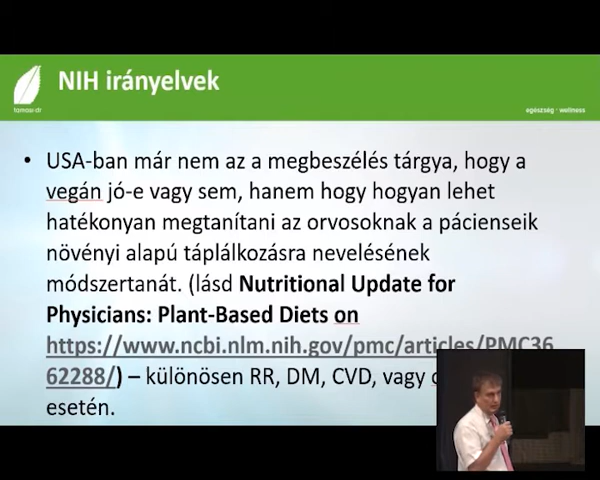 NIH irányelvek
tamasi dr
egészség · wellness
• USA-ban már nem az a megbeszélés tárgya, hogy a
vegán jó-e vagy sem, hanem hogy hogyan lehet
hatékonyan megtanítani az orvosoknak a pácienseik
növényi alapú táplálkozásra nevelésének
módszertanát. (lásd Nutritional Update for
Physicians: Plant-Based Diets on
https://www.ncbi.nlm.nih.gov/pmc/articles/PMC36
62288/) – különösen RR, DM, CVD, vagy
esetén.